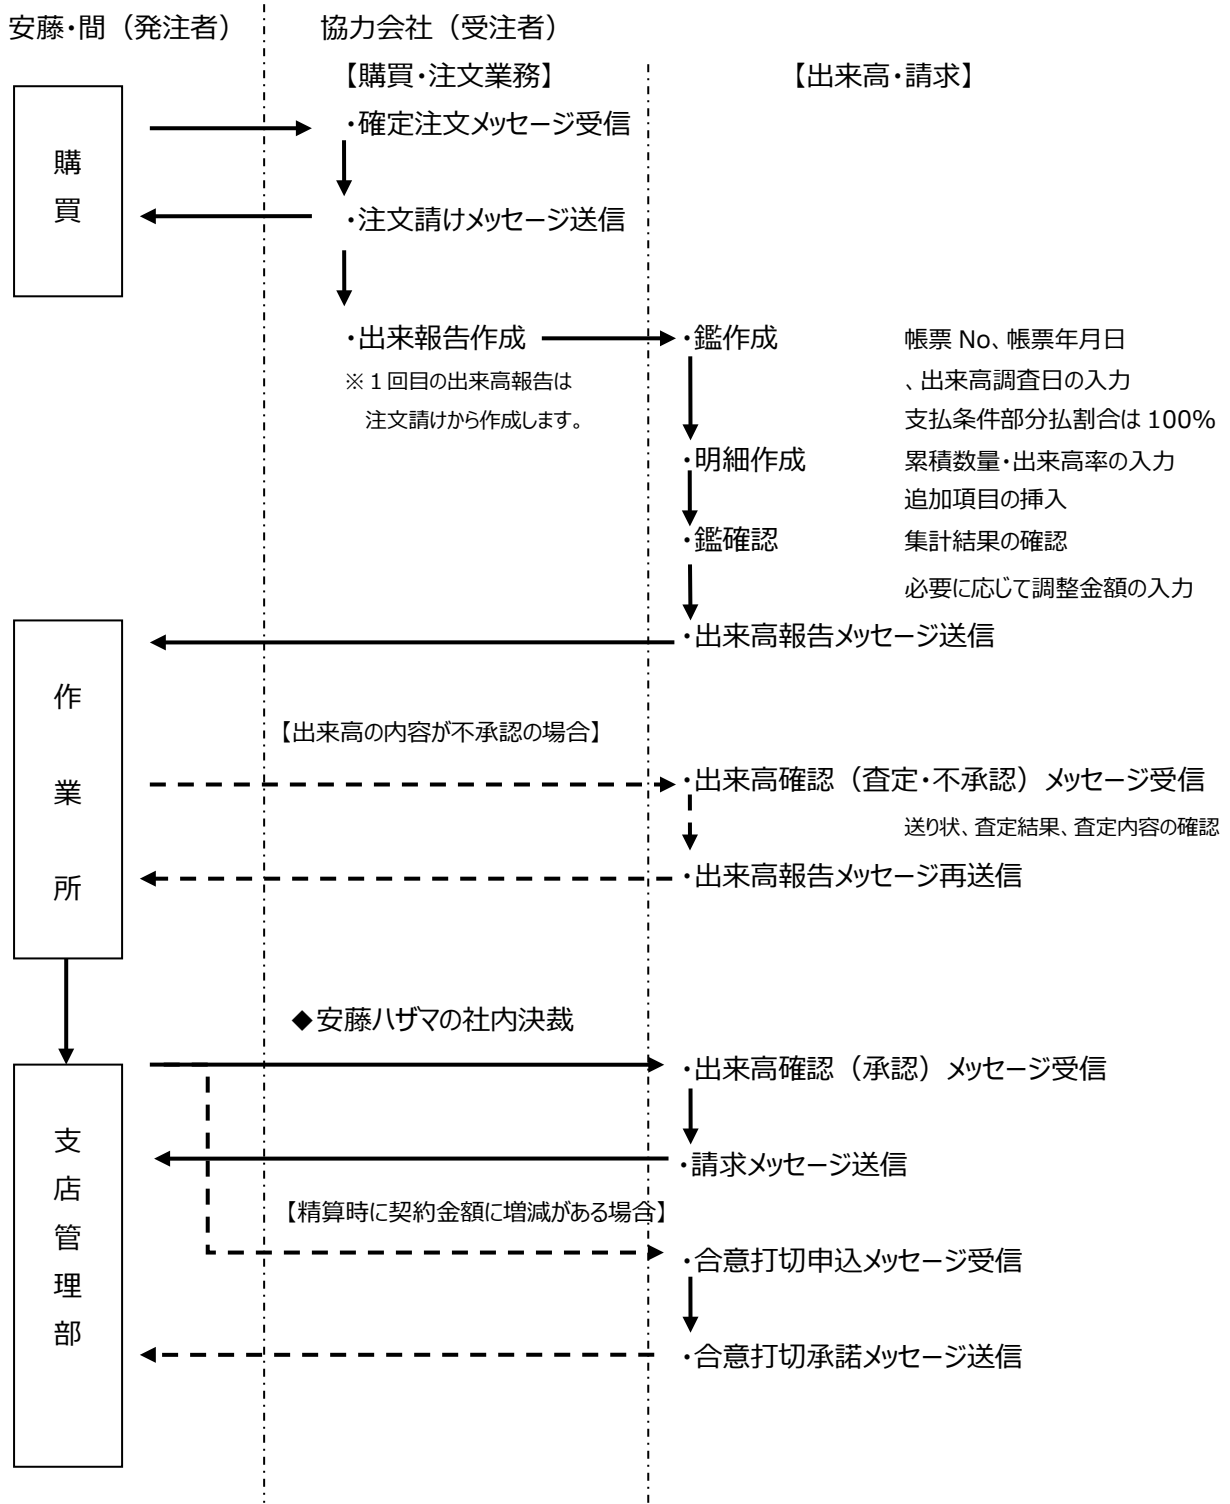 安藤・間（発注者）
協力会社（受注者）
【購買・注文業務】
【出来高・請求】
購買
・確定注文メッセージ受信
・注文請けメッセージ送信
・出来報告作成
※１回目の出来高報告は
注文請けから作成します。
・鑑作成
帳票 No、帳票年月日
、出来高調査日の入力
支払条件部分払割合は 100%
・明細作成
累積数量・出来高率の入力
追加項目の挿入
・鑑確認
集計結果の確認
必要に応じて調整金額の入力
・出来高報告メッセージ送信
作業所
【出来高の内容が不承認の場合】
・出来高確認（査定・不承認）メッセージ受信
送り状、査定結果、査定内容の確認
・出来高報告メッセージ再送信
◆安藤ハザマの社内決裁
支店管理部
・出来高確認（承認）メッセージ受信
・請求メッセージ送信
【精算時に契約金額に増減がある場合】
・合意打切申込メッセージ受信
・合意打切承諾メッセージ送信